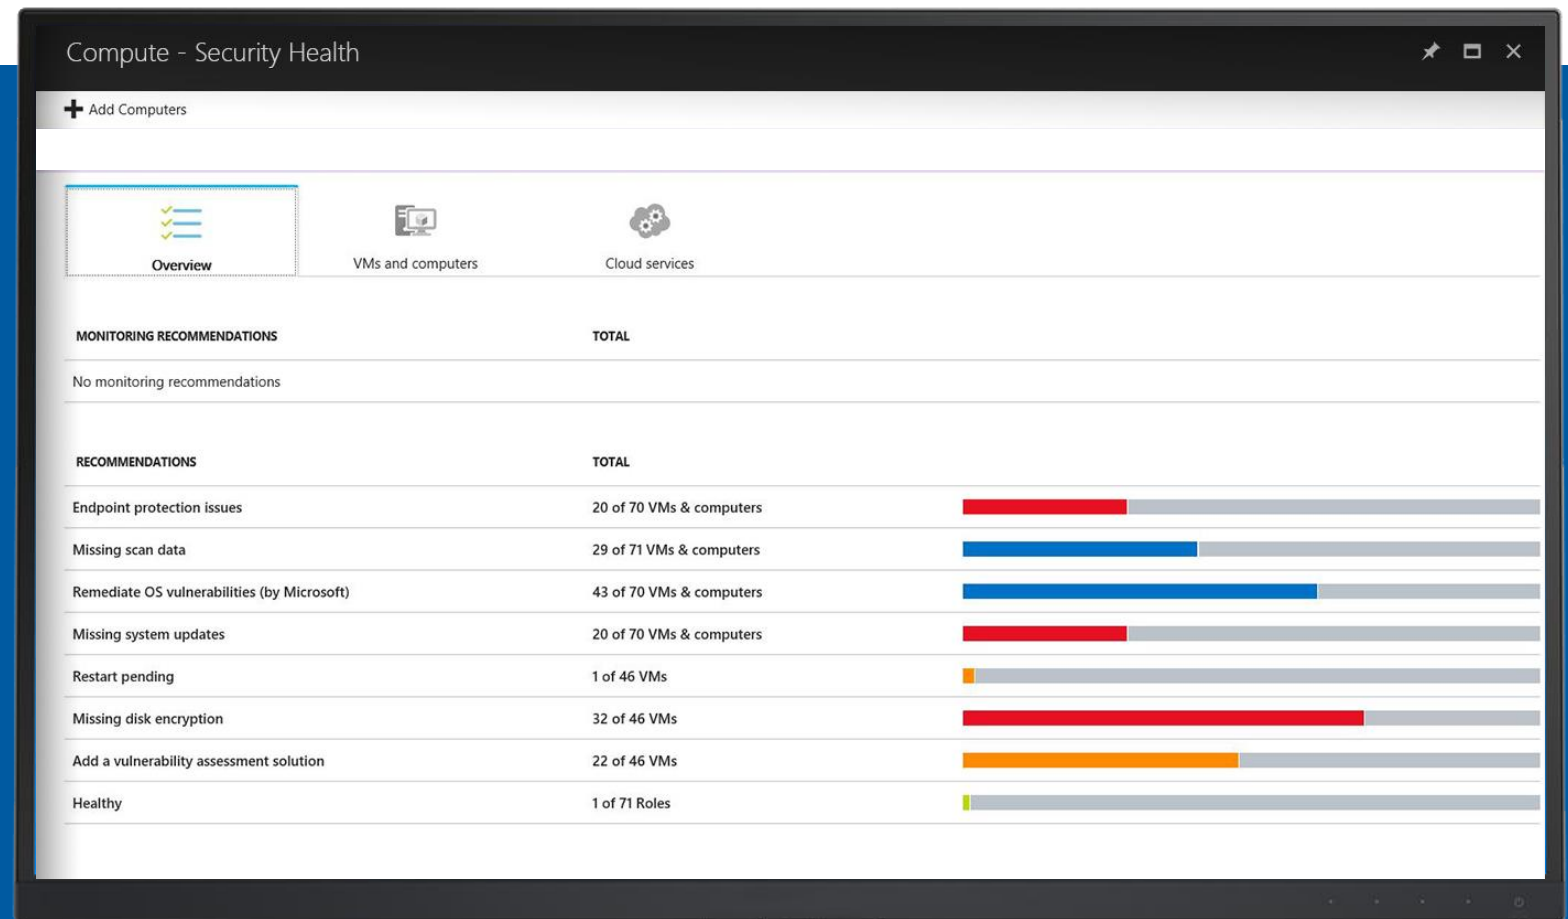 Compute - Security Health
Add Computers
Overview
VMs and computers
Cloud services
MONITORING RECOMMENDATIONS TOTAL
No monitoring recommendations
RECOMMENDATIONS TOTAL
Endpoint protection issues 20 of 70 VMs & computers
Missing scan data 29 of 71 VMs & computers
Remediate OS vulnerabilities (by Microsoft) 43 of 70 VMs & computers
Missing system updates 20 of 70 VMs & computers
Restart pending 1 of 46 VMs
Missing disk encryption 32 of 46 VMs
Add a vulnerability assessment solution 22 of 46 VMs
Healthy 1 of 71 Roles